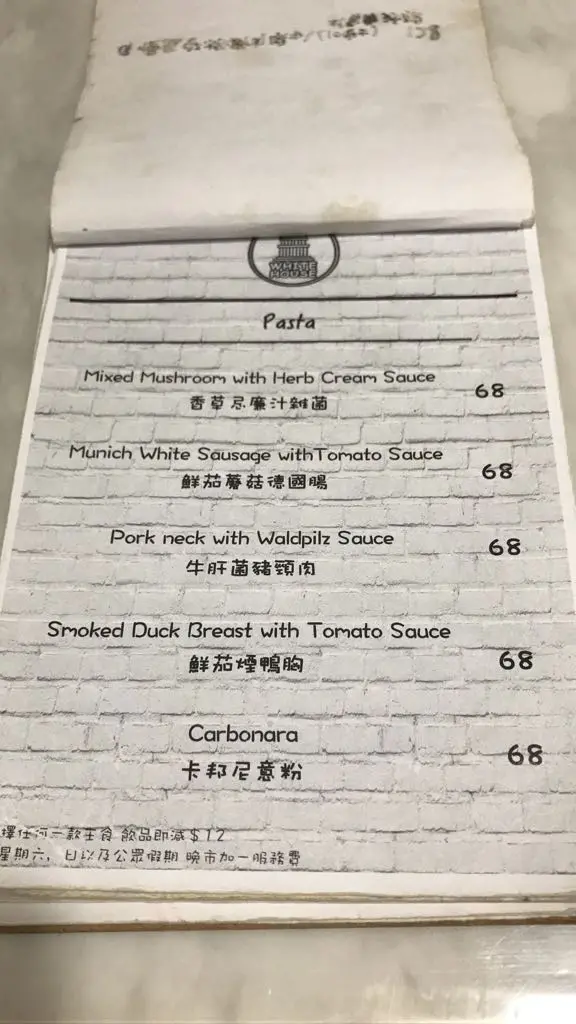 WHITE
HOUSE
Pasta
Mixed Mushroom with Herb Cream Sauce 68
香草忌廉汁雜菌
Munich White Sausage withTomato Sauce 68
鮮茄蘑菇德國腸
Pork neck with Waldpilz Sauce 68
牛肝菌豬頸肉
Smoked Duck Breast with Tomato Sauce 68
鮮茄煙鴨胸
Carbonara 68
卡邦尼意粉
擇任何一款主食 飲品即減$12
星期六, 日以及公眾假期 晚市加一服務費